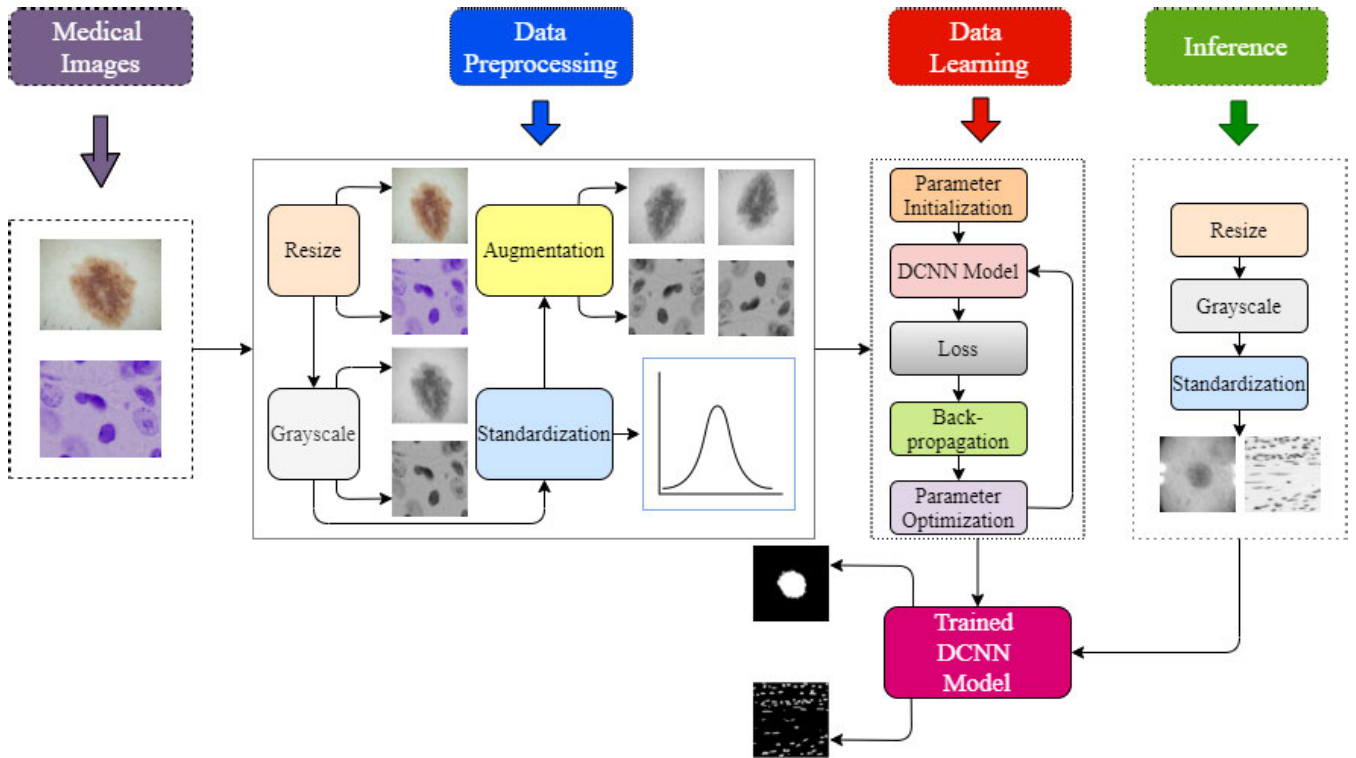 Medical
Images
Data
Preprocessing
Data
Learning
Inference
Resize
Augmentation
Grayscale
Standardization
Parameter
Initialization
DCNN Model
Loss
Back-
propagation
Parameter
Optimization
Resize
Grayscale
Standardization
Trained
DCNN
Model